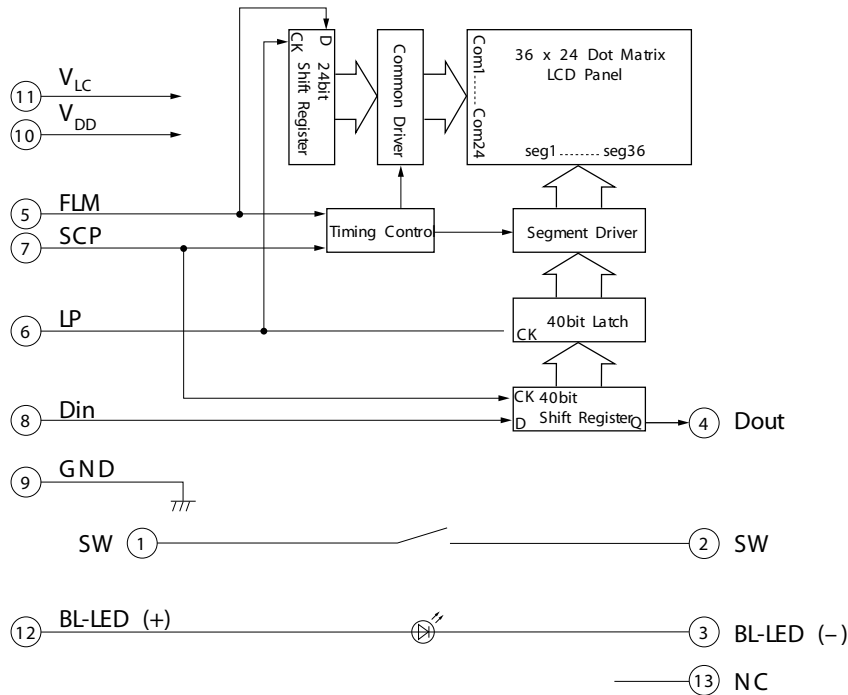 D
CK
24bit
Shift Register
Common Driver
Com1........Com24
36 x 24 Dot Matrix
LCD Panel
seg1 ........ seg36
11 VLC
10 VDD
5 FLM
7 SCP
Timing Contro
Segment Driver
6 LP
40bit Latch
CK
8 Din
CK 40bit
Shift Register
D
Q
4 Dout
9 GND
SW 1
2 SW
12 BL-LED (+)
3 BL-LED (−)
13 NC